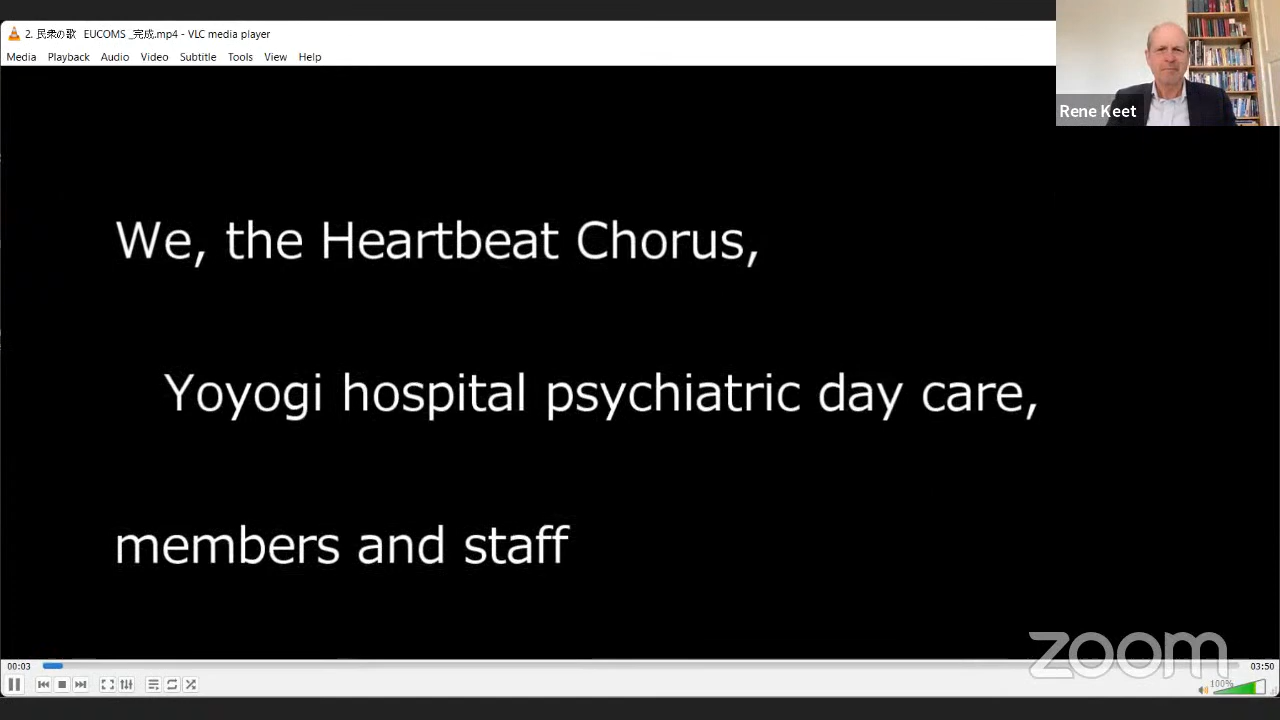 2. 民衆の歌 EUCOMS _完成.mp4 - VLC media player
Media Playback Audio Video Subtitle Tools View Help
Rene Keet
We, the Heartbeat Chorus,
Yoyogi hospital psychiatric day care,
members and staff
zoom
00:03
03:50
100%